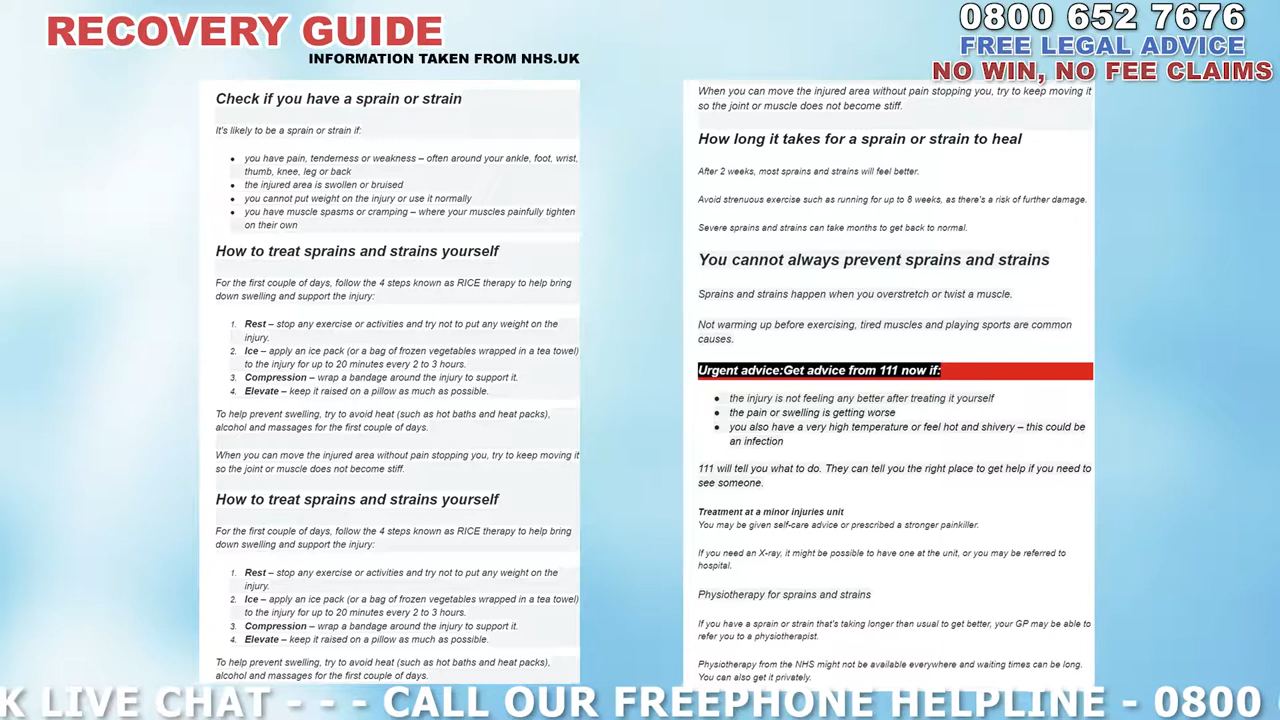 RECOVERY GUIDE
INFORMATION TAKEN FROM NHS.UK
0800 652 7676
FREE LEGAL ADVICE
NO WIN, NO FEE CLAIMS
Check if you have a sprain or strain
It's likely to be a sprain or strain if:
• you have pain, tenderness or weakness – often around your ankle, foot, wrist,
thumb, knee, leg or back
• the injured area is swollen or bruised
• you cannot put weight on the injury or use it normally
• you have muscle spasms or cramping – where your muscles painfully tighten
on their own
How to treat sprains and strains yourself
For the first couple of days, follow the 4 steps known as RICE therapy to help bring
down swelling and support the injury:
1. Rest – stop any exercise or activities and try not to put any weight on the
injury.
2. Ice – apply an ice pack (or a bag of frozen vegetables wrapped in a tea towel)
to the injury for up to 20 minutes every 2 to 3 hours.
3. Compression – wrap a bandage around the injury to support it.
4. Elevate – keep it raised on a pillow as much as possible.
To help prevent swelling, try to avoid heat (such as hot baths and heat packs),
alcohol and massages for the first couple of days.
When you can move the injured area without pain stopping you, try to keep moving it
so the joint or muscle does not become stiff.
How to treat sprains and strains yourself
For the first couple of days, follow the 4 steps known as RICE therapy to help bring
down swelling and support the injury:
1. Rest – stop any exercise or activities and try not to put any weight on the
injury.
2. Ice – apply an ice pack (or a bag of frozen vegetables wrapped in a tea towel)
to the injury for up to 20 minutes every 2 to 3 hours.
3. Compression – wrap a bandage around the injury to support it.
4. Elevate – keep it raised on a pillow as much as possible.
To help prevent swelling, try to avoid heat (such as hot baths and heat packs),
alcohol and massages for the first couple of days.
When you can move the injured area without pain stopping you, try to keep moving it
so the joint or muscle does not become stiff.
How long it takes for a sprain or strain to heal
After 2 weeks, most sprains and strains will feel better.
Avoid strenuous exercise such as running for up to 8 weeks, as there's a risk of further damage.
Severe sprains and strains can take months to get back to normal.
You cannot always prevent sprains and strains
Sprains and strains happen when you overstretch or twist a muscle.
Not warming up before exercising, tired muscles and playing sports are common
causes.
Urgent advice:Get advice from 111 now if:
• the injury is not feeling any better after treating it yourself
• the pain or swelling is getting worse
• you also have a very high temperature or feel hot and shivery – this could be
an infection
111 will tell you what to do. They can tell you the right place to get help if you need to
see someone.
Treatment at a minor injuries unit
You may be given self-care advice or prescribed a stronger painkiller.
If you need an X-ray, it might be possible to have one at the unit, or you may be referred to
hospital.
Physiotherapy for sprains and strains
If you have a sprain or strain that's taking longer than usual to get better, your GP may be able to
refer you to a physiotherapist.
Physiotherapy from the NHS might not be available everywhere and waiting times can be long.
You can also get it privately.
K LIVE CHAT - - - CALL OUR FREEPHONE HELPLINE - 0800